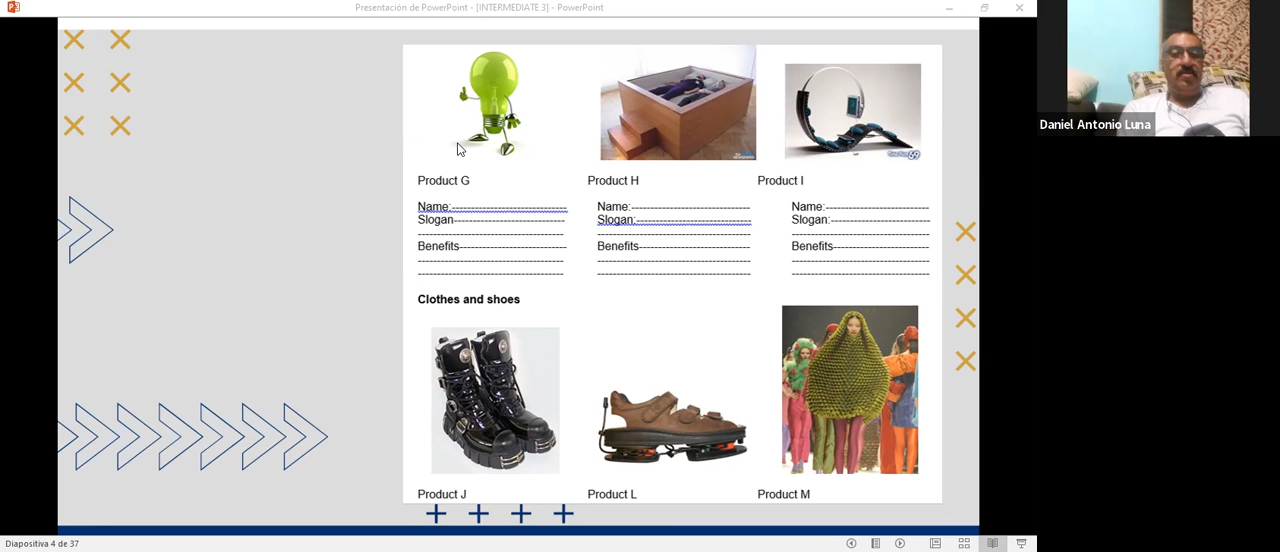 Presentación de PowerPoint - [INTERMEDIATE 3] - PowerPoint
Daniel Antonio Luna
Product G Product H Product I
Name:------------------------------ Name:------------------------------- Name:---------------------------
Slogan----------------------------- Slogan:------------------------------ Slogan:--------------------------
-------------------------------------- ---------------------------------------- ------------------------------------
Benefits---------------------------- Benefits----------------------------- Benefits-------------------------
-------------------------------------- ---------------------------------------- ------------------------------------
-------------------------------------- ---------------------------------------- ------------------------------------
Clothes and shoes
Product J Product L Product M
Diapositiva 4 de 37